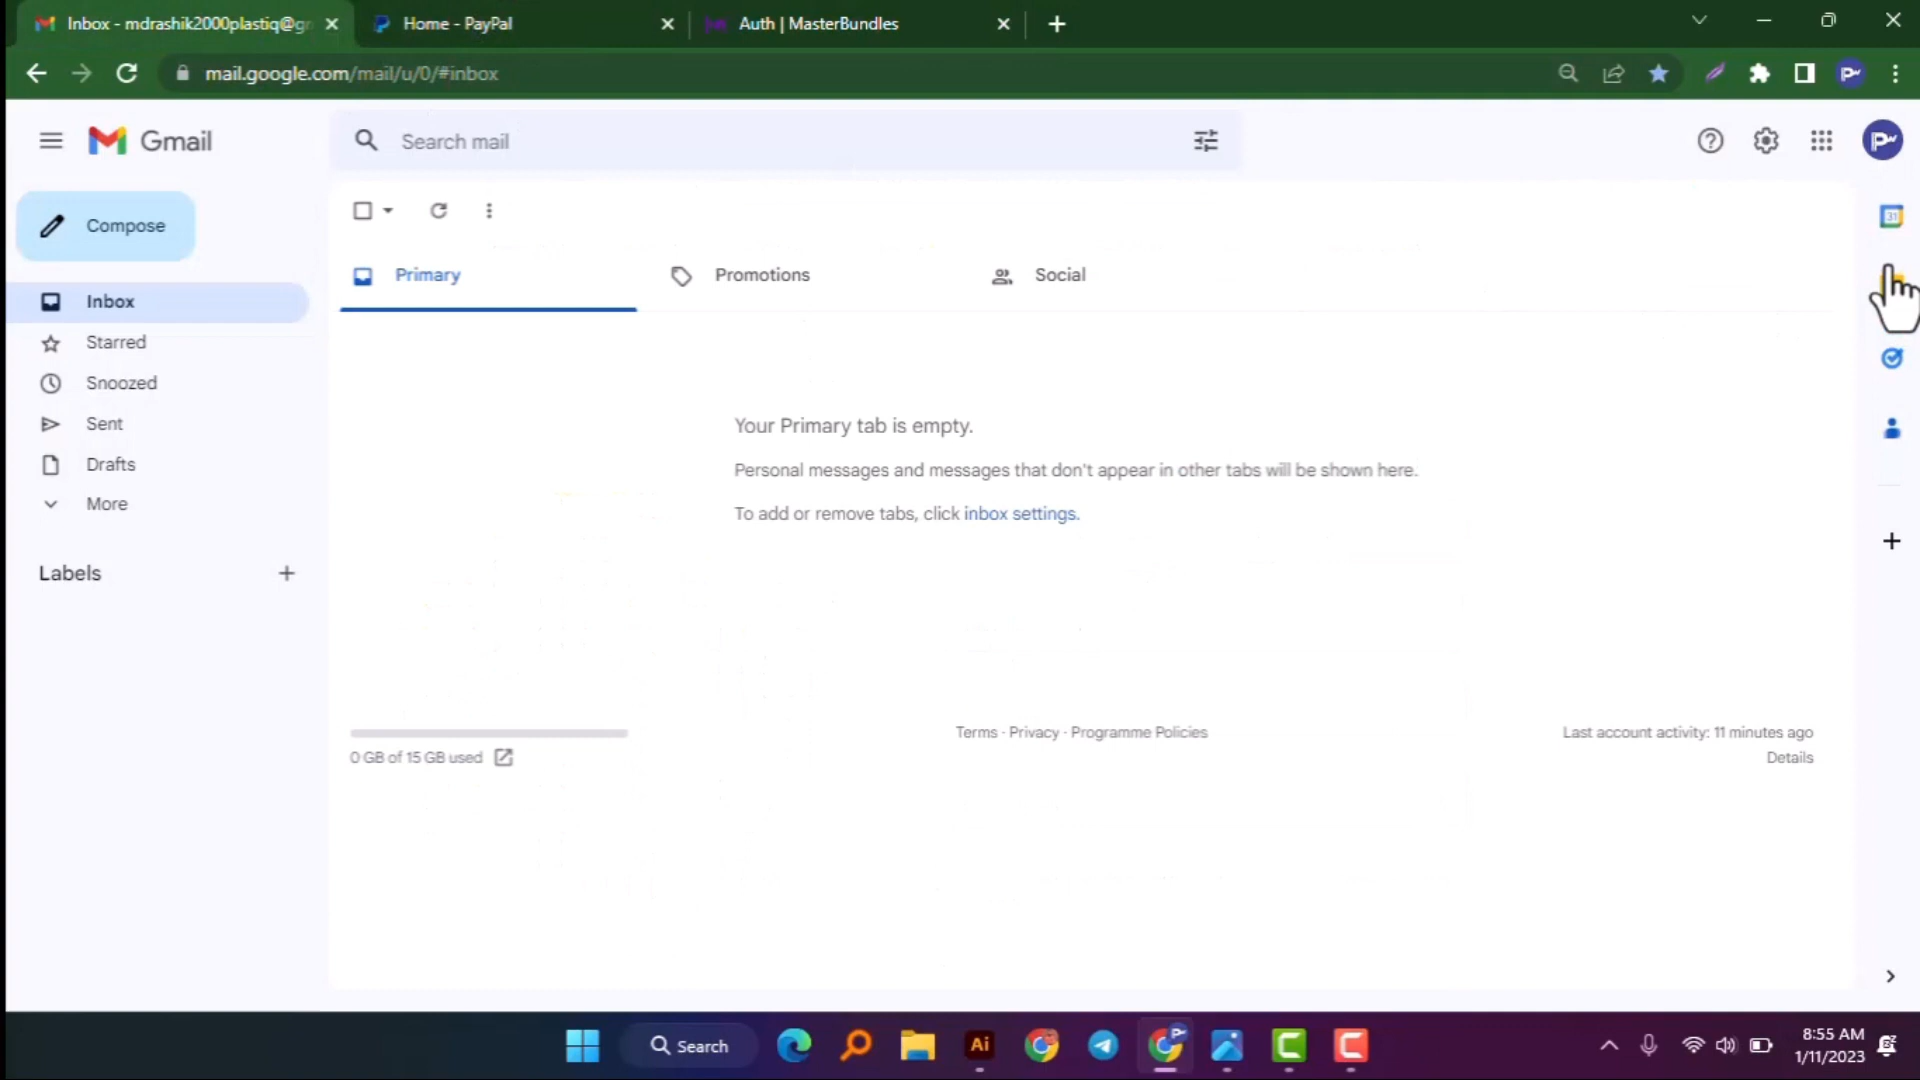 Inbox - mdrashik2000plastiq@gm
Home - PayPal
Auth | MasterBundles
mail.google.com/mail/u/0/#inbox
Gmail
Search mail
Compose
Primary
Promotions
Social
31
Inbox
Starred
Snoozed
Sent
Drafts
More
Labels
Your Primary tab is empty.
Personal messages and messages that don't appear in other tabs will be shown here.
To add or remove tabs, click inbox settings.
0 GB of 15 GB used
Terms · Privacy · Programme Policies
Last account activity: 11 minutes ago
Details
Search
Ai
8:55 AM
1/11/2023